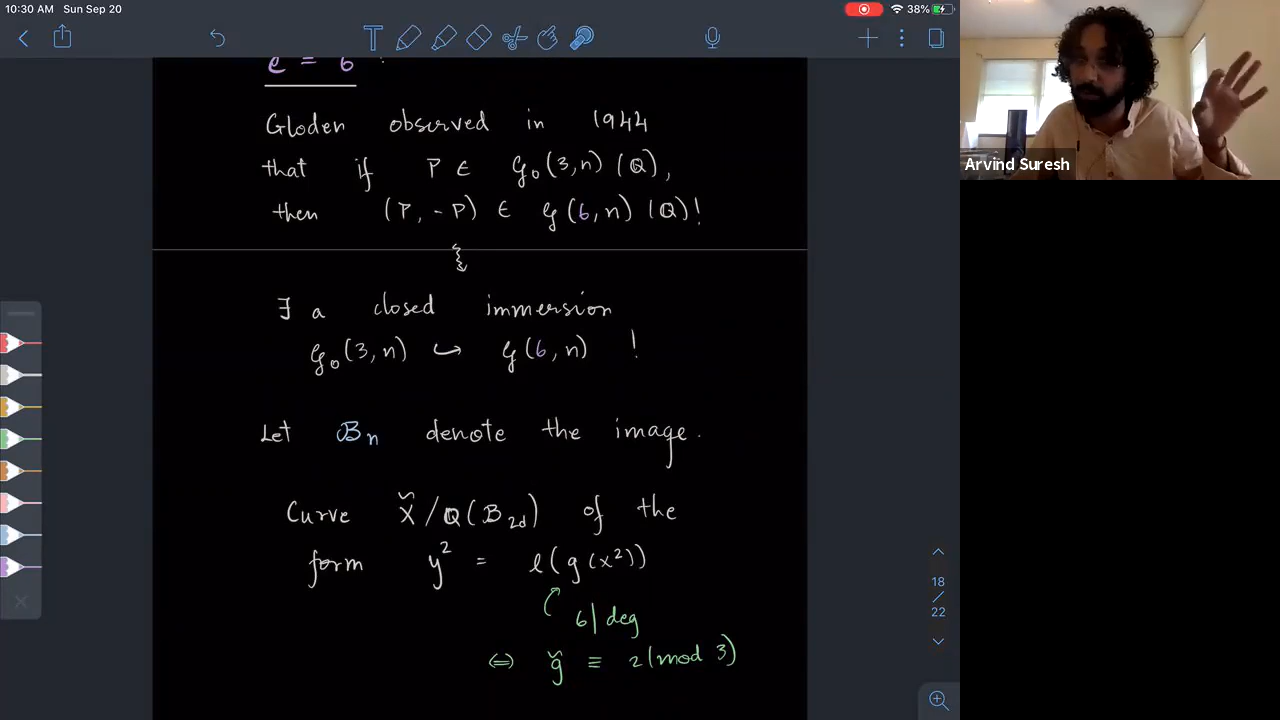 10:30 AM Sun Sep 20
38%
e = 6
Gloden observed in 1944
that if P ∈ 𝒢₀(3,n)(ℚ),
then (P, -P) ∈ 𝒢(6,n)(ℚ)!
∃ a closed immersion
𝒢₀(3,n) ↪ 𝒢(6,n) !
Let ℬₙ denote the image.
Curve X̆/ℚ(ℬ₂d) of the
form y² = l(g(x²))
6 | deg
⇔ ğ ≡ 2 (mod 3)
18
/
22
Arvind Suresh